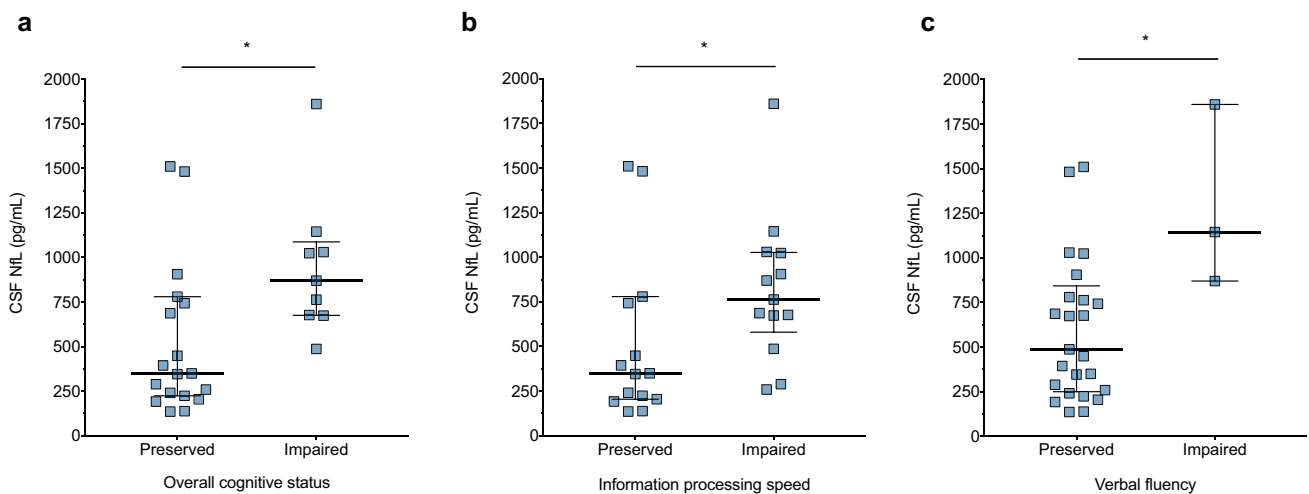 a
*
CSF NfL (pg/mL)
2000
1750
1500
1250
1000
750
500
250
0
Preserved Impaired
Overall cognitive status
b
*
CSF NfL (pg/mL)
2000
1750
1500
1250
1000
750
500
250
0
Preserved Impaired
Information processing speed
c
*
CSF NfL (pg/mL)
2000
1750
1500
1250
1000
750
500
250
0
Preserved Impaired
Verbal fluency